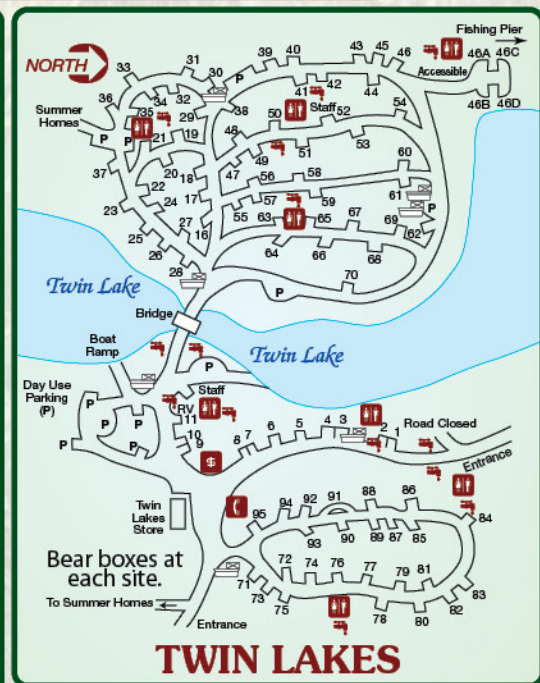 Fishing Pier
NORTH
Accessible
46A 46C
46B 46D
33
31
30
P
39
40
43
45
46
36
34
32
41
42
44
Summer
Homes
35
29
38
Staff
54
P
P
21
19
48
50
52
53
37
20
18
49
51
60
22
17
47
56
58
61
23
24
57
59
P
27
16
55
63
65
67
69
62
25
26
64
66
68
28
70
P
Twin Lake
Bridge
Twin Lake
Boat
Ramp
P
Day Use
Parking
(P)
P
P
P
P
P
RV
11
Staff
10
9
$
8
7
6
5
4
3
2
1
Road Closed
Entrance
Twin
Lakes
Store
95
94
92
91
88
86
84
93
90
89
87
85
Bear boxes at
each site.
71
72
74
76
77
79
81
73
75
78
80
82
83
To Summer Homes
Entrance
TWIN LAKES